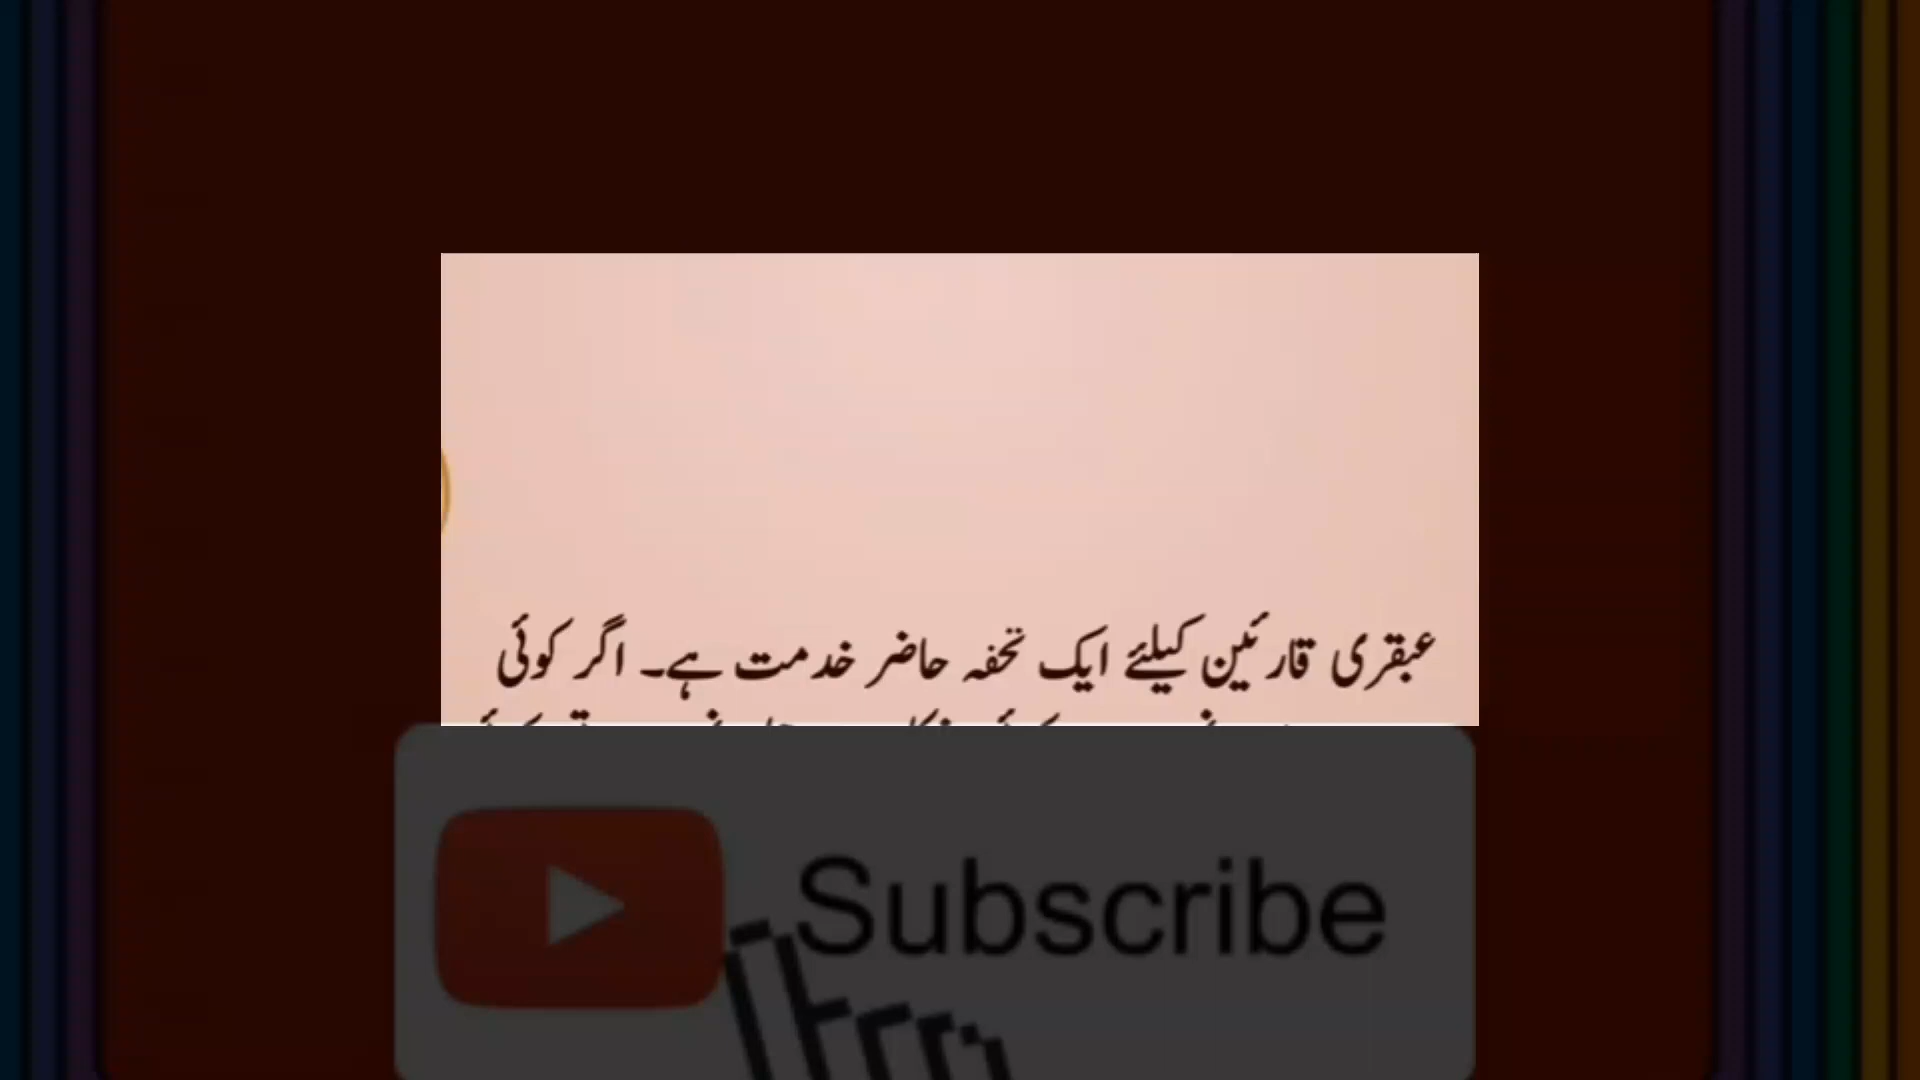 عبقری قارئین کیلئے ایک تحفہ حاضر خدمت ہے۔ اگر کوئی
Subscribe